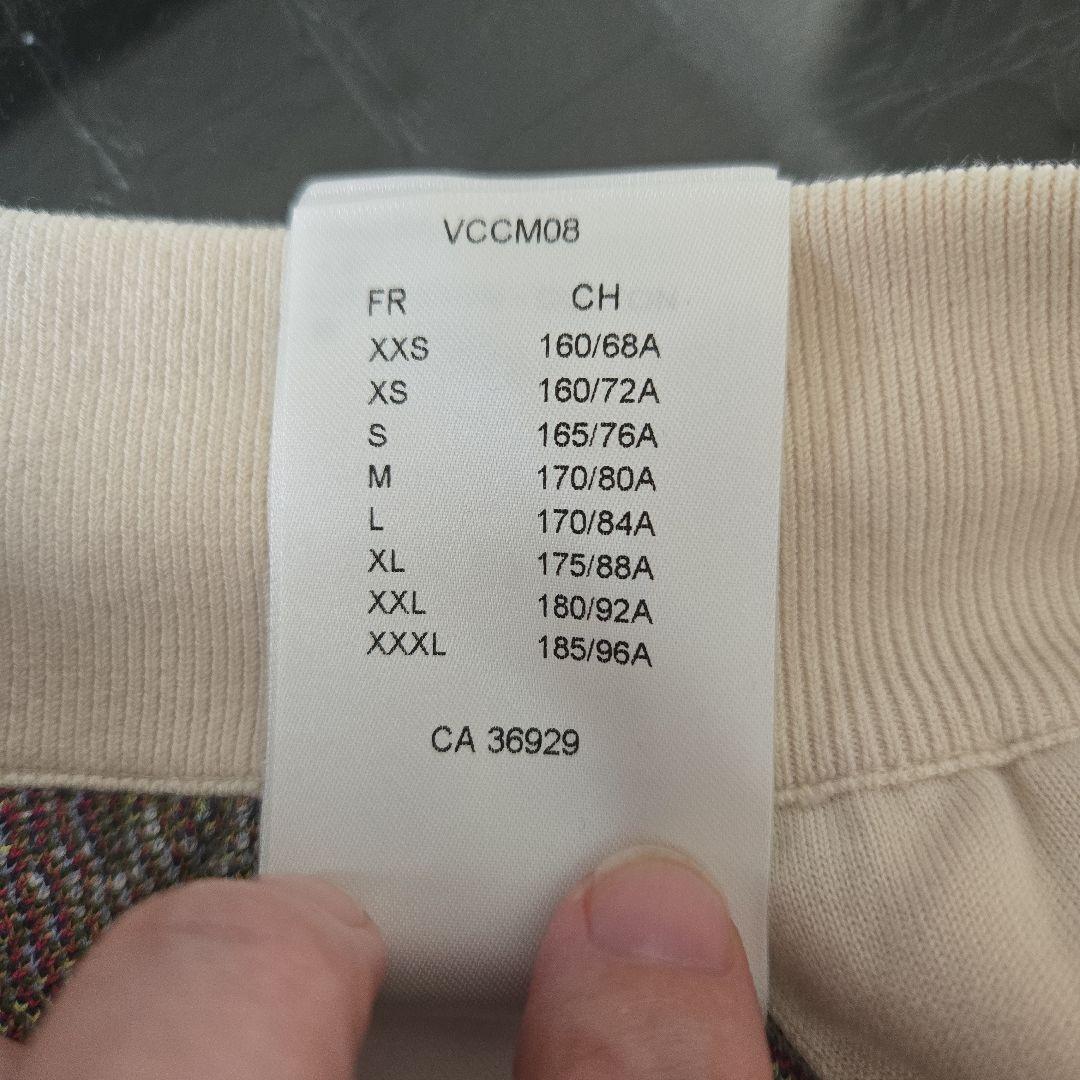 VCCM08
FR CH
XXS 160/68A
XS 160/72A
S 165/76A
M 170/80A
L 170/84A
XL 175/88A
XXL 180/92A
XXXL 185/96A
CA 36929